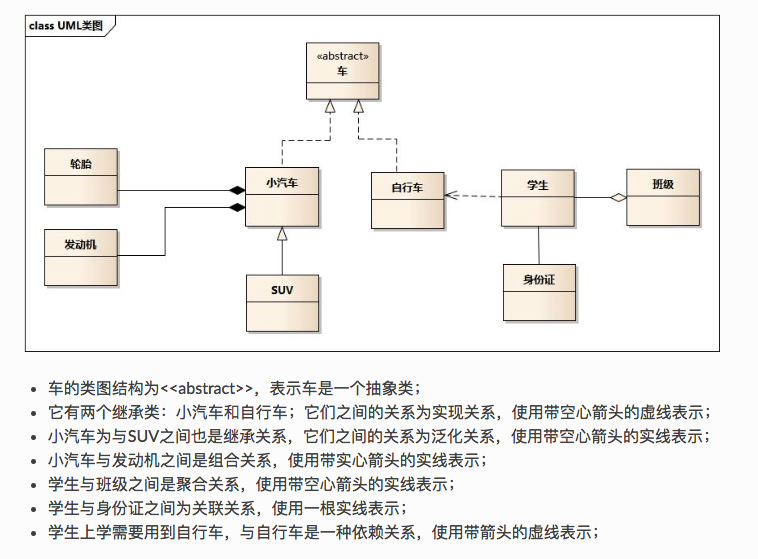 class UML类图
«abstract»
车
轮胎
小汽车
自行车
学生
班级
发动机
SUV
身份证
车的类图结构为<<abstract>>，表示车是一个抽象类；
它有两个继承类：小汽车和自行车；它们之间的关系为实现关系，使用带空心箭头的虚线表示；
小汽车为与SUV之间也是继承关系，它们之间的关系为泛化关系，使用带空心箭头的实线表示；
小汽车与发动机之间是组合关系，使用带实心箭头的实线表示；
学生与班级之间是聚合关系，使用带空心箭头的实线表示；
学生与身份证之间为关联关系，使用一根实线表示；
学生上学需要用到自行车，与自行车是一种依赖关系，使用带箭头的虚线表示；